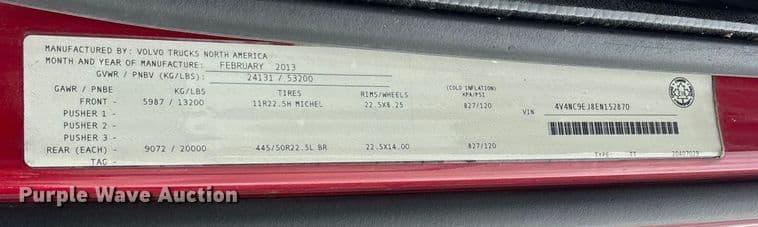 MANUFACTURED BY: VOLVO TRUCKS NORTH AMERICA
MONTH AND YEAR OF MANUFACTURE: FEBRUARY 2013
GVWR / PNBV (KG/LBS): 24131 / 53200
GAWR / PNBE KG/LBS TIRES RIMS/WHEELS (COLD INFLATION) KPA/PSI
FRONT - 5987 / 13200 11R22.5H MICHEL 22.5X8.25 827/120
VIN 4V4NC9EJ8EN152870
PUSHER 1 -
PUSHER 2 -
PUSHER 3 -
REAR (EACH) - 9072 / 20000 445/50R22.5L BR 22.5X14.00 827/120
TAG - TYPE: TT 20407029
Purple Wave Auction